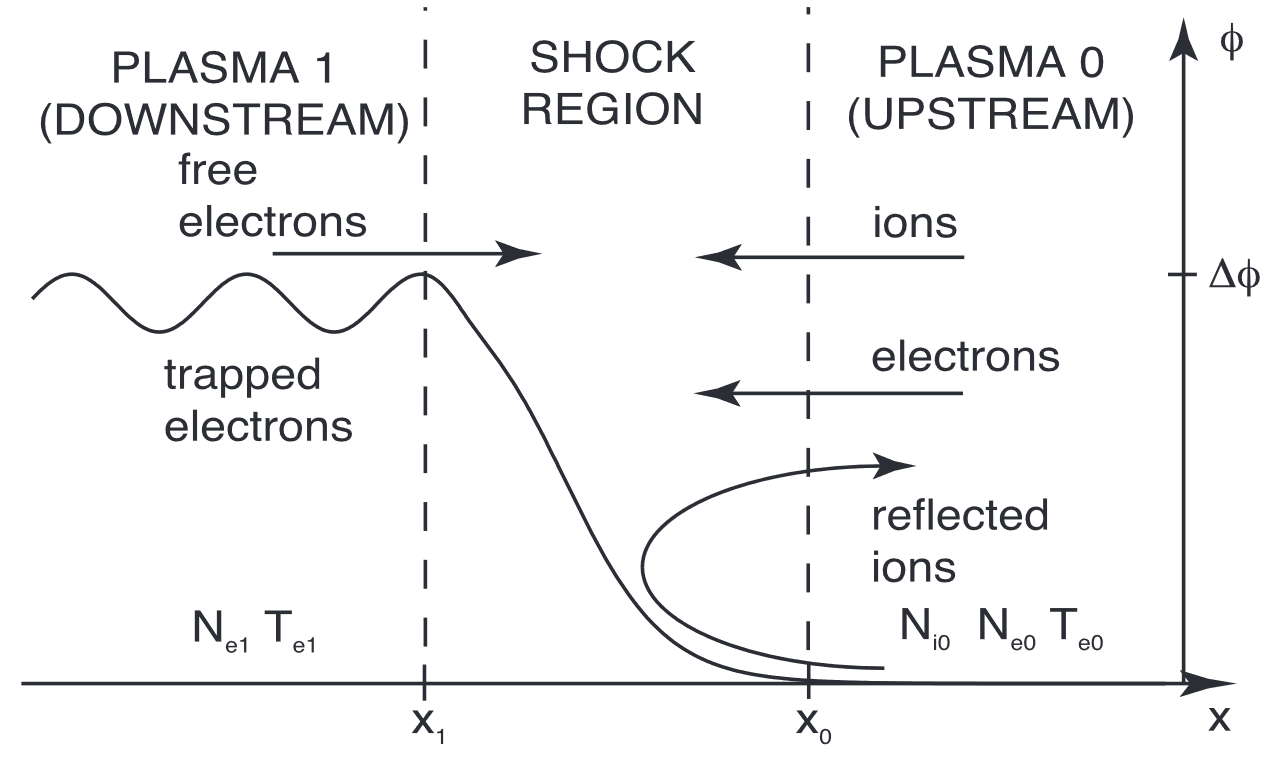 PLASMA 1
(DOWNSTREAM)
SHOCK
REGION
PLASMA 0
(UPSTREAM)
ϕ
free
electrons
ions
Δϕ
trapped
electrons
electrons
reflected
ions
Ne1 Te1
Ni0 Ne0 Te0
x1
x0
x